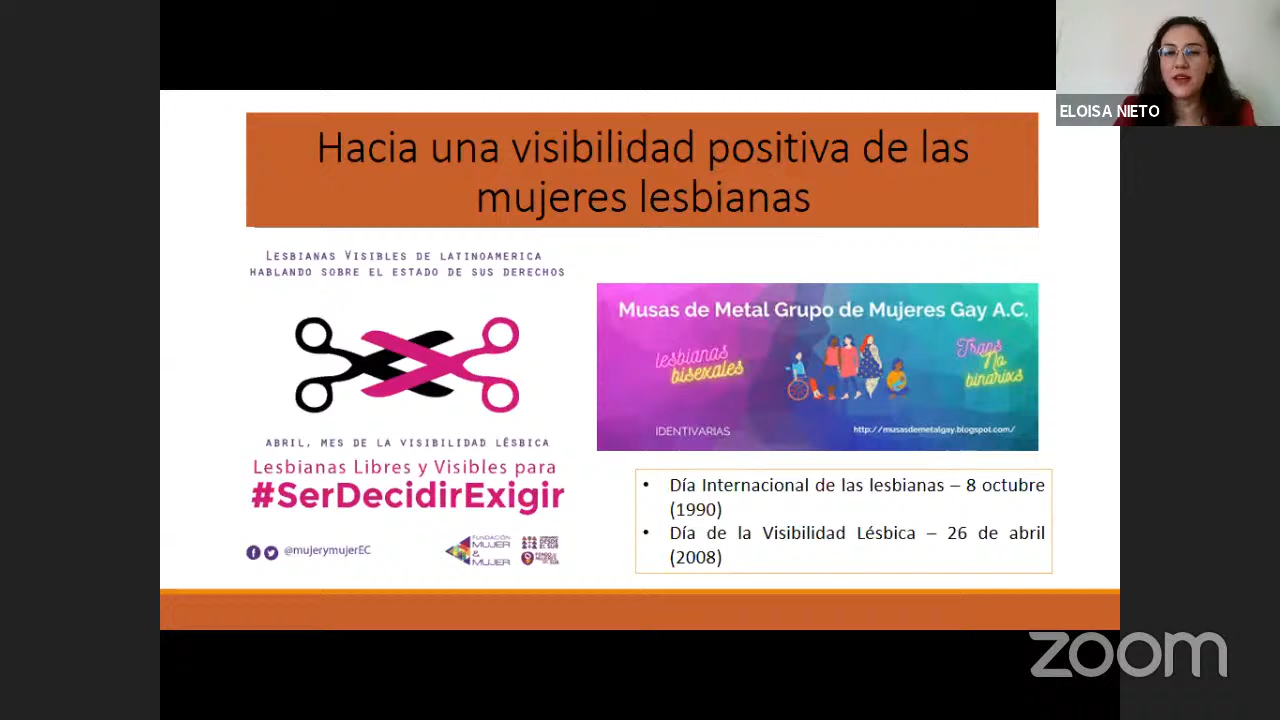 Hacia una visibilidad positiva de las
mujeres lesbianas
LESBIANAS VISIBLES DE LATINOAMERICA
HABLANDO SOBRE EL ESTADO DE SUS DERECHOS
ABRIL, MES DE LA VISIBILIDAD LÉSBICA
Lesbianas Libres y Visibles para
#SerDecidirExigir
@mujerymujerEC
FUNDACIÓN
MUJER
&
MUJER
Musas de Metal Grupo de Mujeres Gay A.C.
lesbianas
bisexales
Trans
No
binarixs
IDENTIVARIAS
http://musasdemetalgay.blogspot.com/
• Día Internacional de las lesbianas – 8 octubre
(1990)
• Día de la Visibilidad Lésbica – 26 de abril
(2008)
ELOISA NIETO
zoom